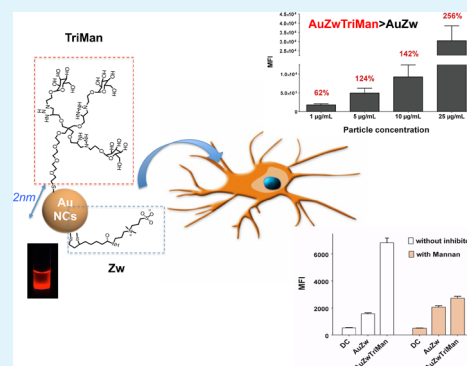 TriMan
2nm
Au
NCs
Zw
AuZwTriMan>AuZw
MFI
62%
124%
142%
256%
1 µg/mL
5 µg/mL
10 µg/mL
25 µg/mL
Particle concentration
without inhibito
with Mannan
MFI
6000
4000
2000
0
DC
AuZw
AuZwTriMan
DC
AuZw
AuZwTriMan